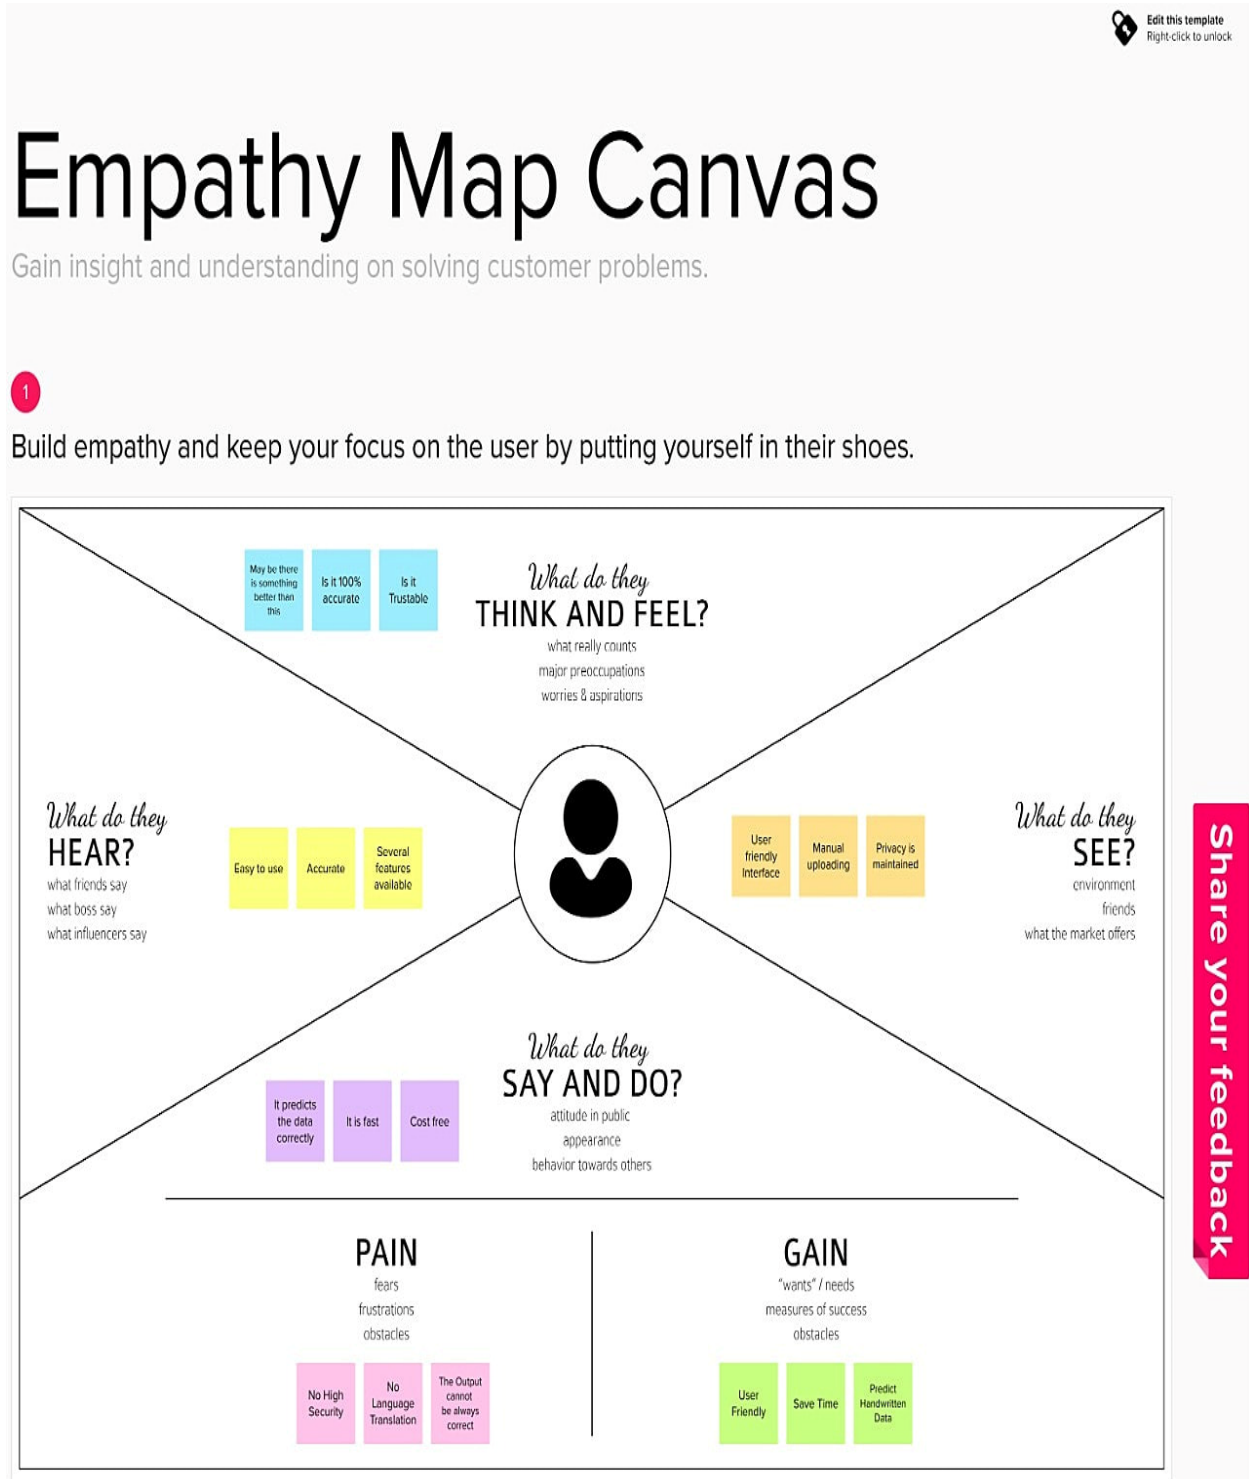 Edit this template
Right-click to unlock
Empathy Map Canvas
Gain insight and understanding on solving customer problems.
1
Build empathy and keep your focus on the user by putting yourself in their shoes.
May be there
is something
better than
this
Is it 100%
accurate
Is it
Trustable
What do they
THINK AND FEEL?
what really counts
major preoccupations
worries & aspirations
What do they
HEAR?
what friends say
what boss say
what influencers say
Easy to use
Accurate
Several
features
available
User
friendly
Interface
Manual
uploading
Privacy is
maintained
What do they
SEE?
environment
friends
what the market offers
Share your feedback
What do they
SAY AND DO?
attitude in public
appearance
behavior towards others
It predicts
the data
correctly
It is fast
Cost free
PAIN
fears
frustrations
obstacles
No High
Security
No
Language
Translation
The Output
cannot
be always
correct
GAIN
"wants" / needs
measures of success
obstacles
User
Friendly
Save Time
Predict
Handwritten
Data